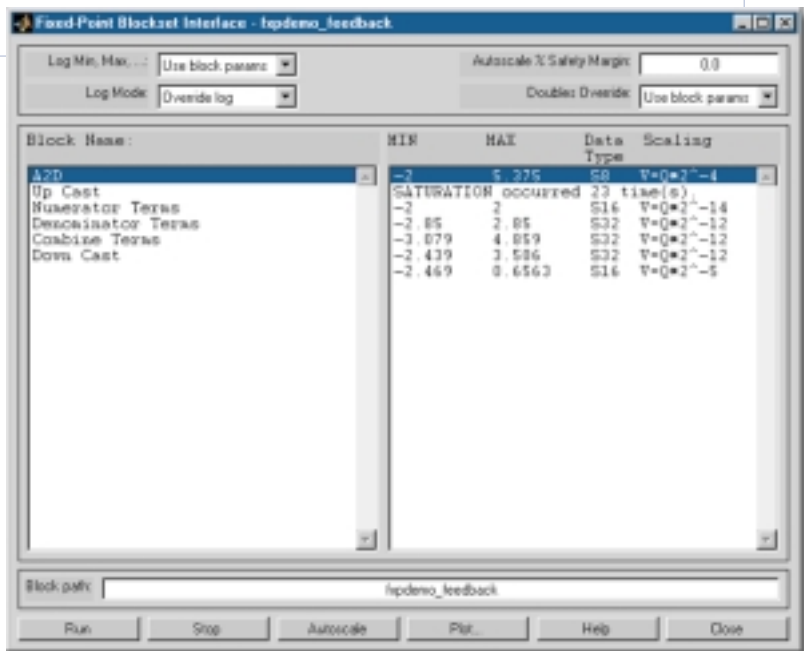 Fixed-Point Blockset Interface - fxpdemo_feedback
Log Min, Max, ...: Use block params
Autoscale % Safety Margin: 0.0
Log Mode: Override log
Doubles Override: Use block params
Block Name:
MIN MAX Data Type Scaling
A2D
Up Cast
Numerator Terms
Denominator Terms
Combine Terms
Down Cast
-2 5.375 S8 V=Q*2^-4
SATURATION occurred 23 time(s).
-2 2 S16 V=Q*2^-14
-2.85 2.85 S32 V=Q*2^-12
-3.079 4.859 S32 V=Q*2^-12
-2.439 3.506 S32 V=Q*2^-12
-2.469 0.6563 S16 V=Q*2^-5
Block path: fxpdemo_feedback
Run Stop Autoscale Plot... Help Close